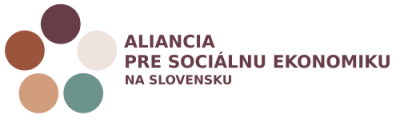 ALIANCIA
PRE SOCIÁLNU EKONOMIKU
NA SLOVENSKU